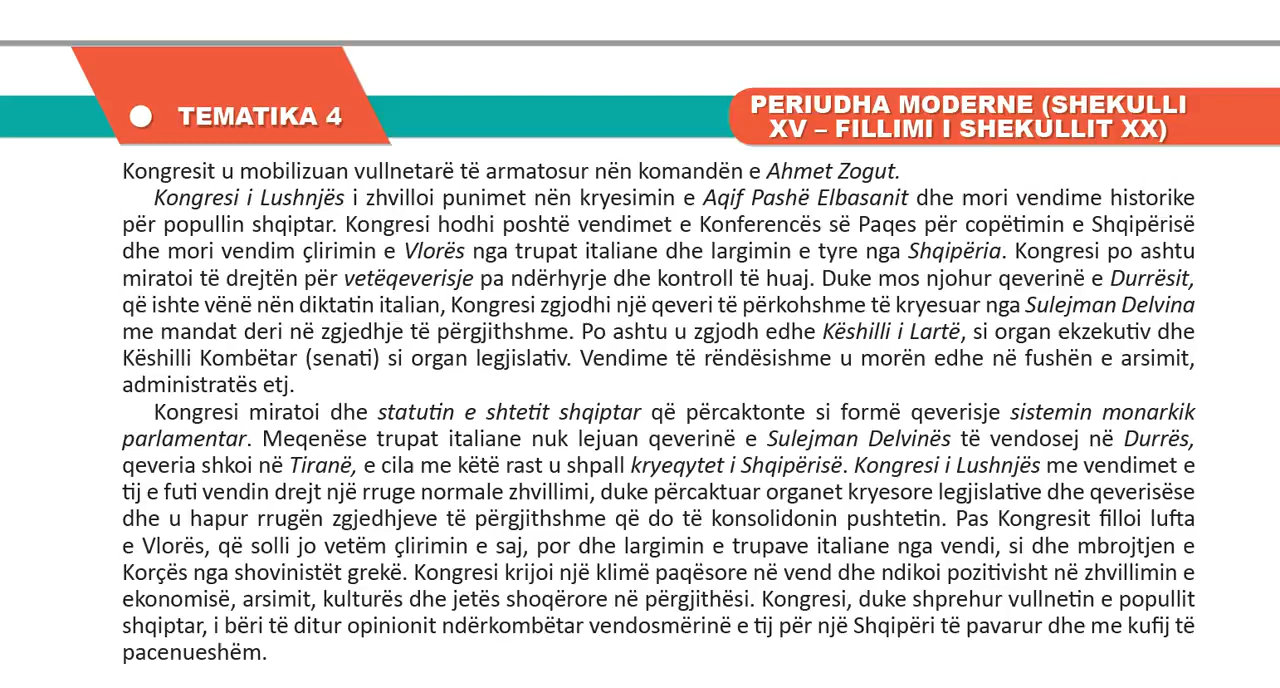 TEMATIKA 4
PERIUDHA MODERNE (SHEKULLI
XV – FILLIMI I SHEKULLIT XX)
Kongresit u mobilizuan vullnetarë të armatosur nën komandën e Ahmet Zogut.
Kongresi i Lushnjës i zhvilloi punimet nën kryesimin e Aqif Pashë Elbasanit dhe mori vendime historike
për popullin shqiptar. Kongresi hodhi poshtë vendimet e Konferencës së Paqes për copëtimin e Shqipërisë
dhe mori vendim çlirimin e Vlorës nga trupat italiane dhe largimin e tyre nga Shqipëria. Kongresi po ashtu
miratoi të drejtën për vetëqeverisje pa ndërhyrje dhe kontroll të huaj. Duke mos njohur qeverinë e Durrësit,
që ishte vënë nën diktatin italian, Kongresi zgjodhi një qeveri të përkohshme të kryesuar nga Sulejman Delvina
me mandat deri në zgjedhje të përgjithshme. Po ashtu u zgjodh edhe Këshilli i Lartë, si organ ekzekutiv dhe
Këshilli Kombëtar (senati) si organ legjislativ. Vendime të rëndësishme u morën edhe në fushën e arsimit,
administratës etj.
Kongresi miratoi dhe statutin e shtetit shqiptar që përcaktonte si formë qeverisje sistemin monarkik
parlamentar. Meqenëse trupat italiane nuk lejuan qeverinë e Sulejman Delvinës të vendosej në Durrës,
qeveria shkoi në Tiranë, e cila me këtë rast u shpall kryeqytet i Shqipërisë. Kongresi i Lushnjës me vendimet e
tij e futi vendin drejt një rruge normale zhvillimi, duke përcaktuar organet kryesore legjislative dhe qeverisëse
dhe u hapur rrugën zgjedhjeve të përgjithshme që do të konsolidonin pushtetin. Pas Kongresit filloi lufta
e Vlorës, që solli jo vetëm çlirimin e saj, por dhe largimin e trupave italiane nga vendi, si dhe mbrojtjen e
Korçës nga shovinistët grekë. Kongresi krijoi një klimë paqësore në vend dhe ndikoi pozitivisht në zhvillimin e
ekonomisë, arsimit, kulturës dhe jetës shoqërore në përgjithësi. Kongresi, duke shprehur vullnetin e popullit
shqiptar, i bëri të ditur opinionit ndërkombëtar vendosmërinë e tij për një Shqipëri të pavarur dhe me kufij të
pacenueshëm.